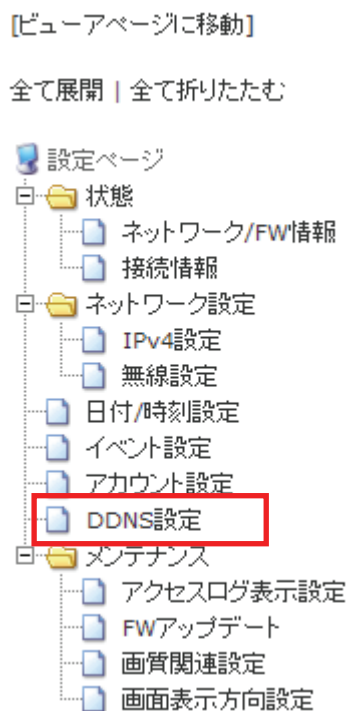 [ビューアページに移動]
全て展開 | 全て折りたたむ
設定ページ
状態
ネットワーク/FW情報
接続情報
ネットワーク設定
IPv4設定
無線設定
日付/時刻設定
イベント設定
アカウント設定
DDNS設定
メンテナンス
アクセスログ表示設定
FWアップデート
画質関連設定
画面表示方向設定